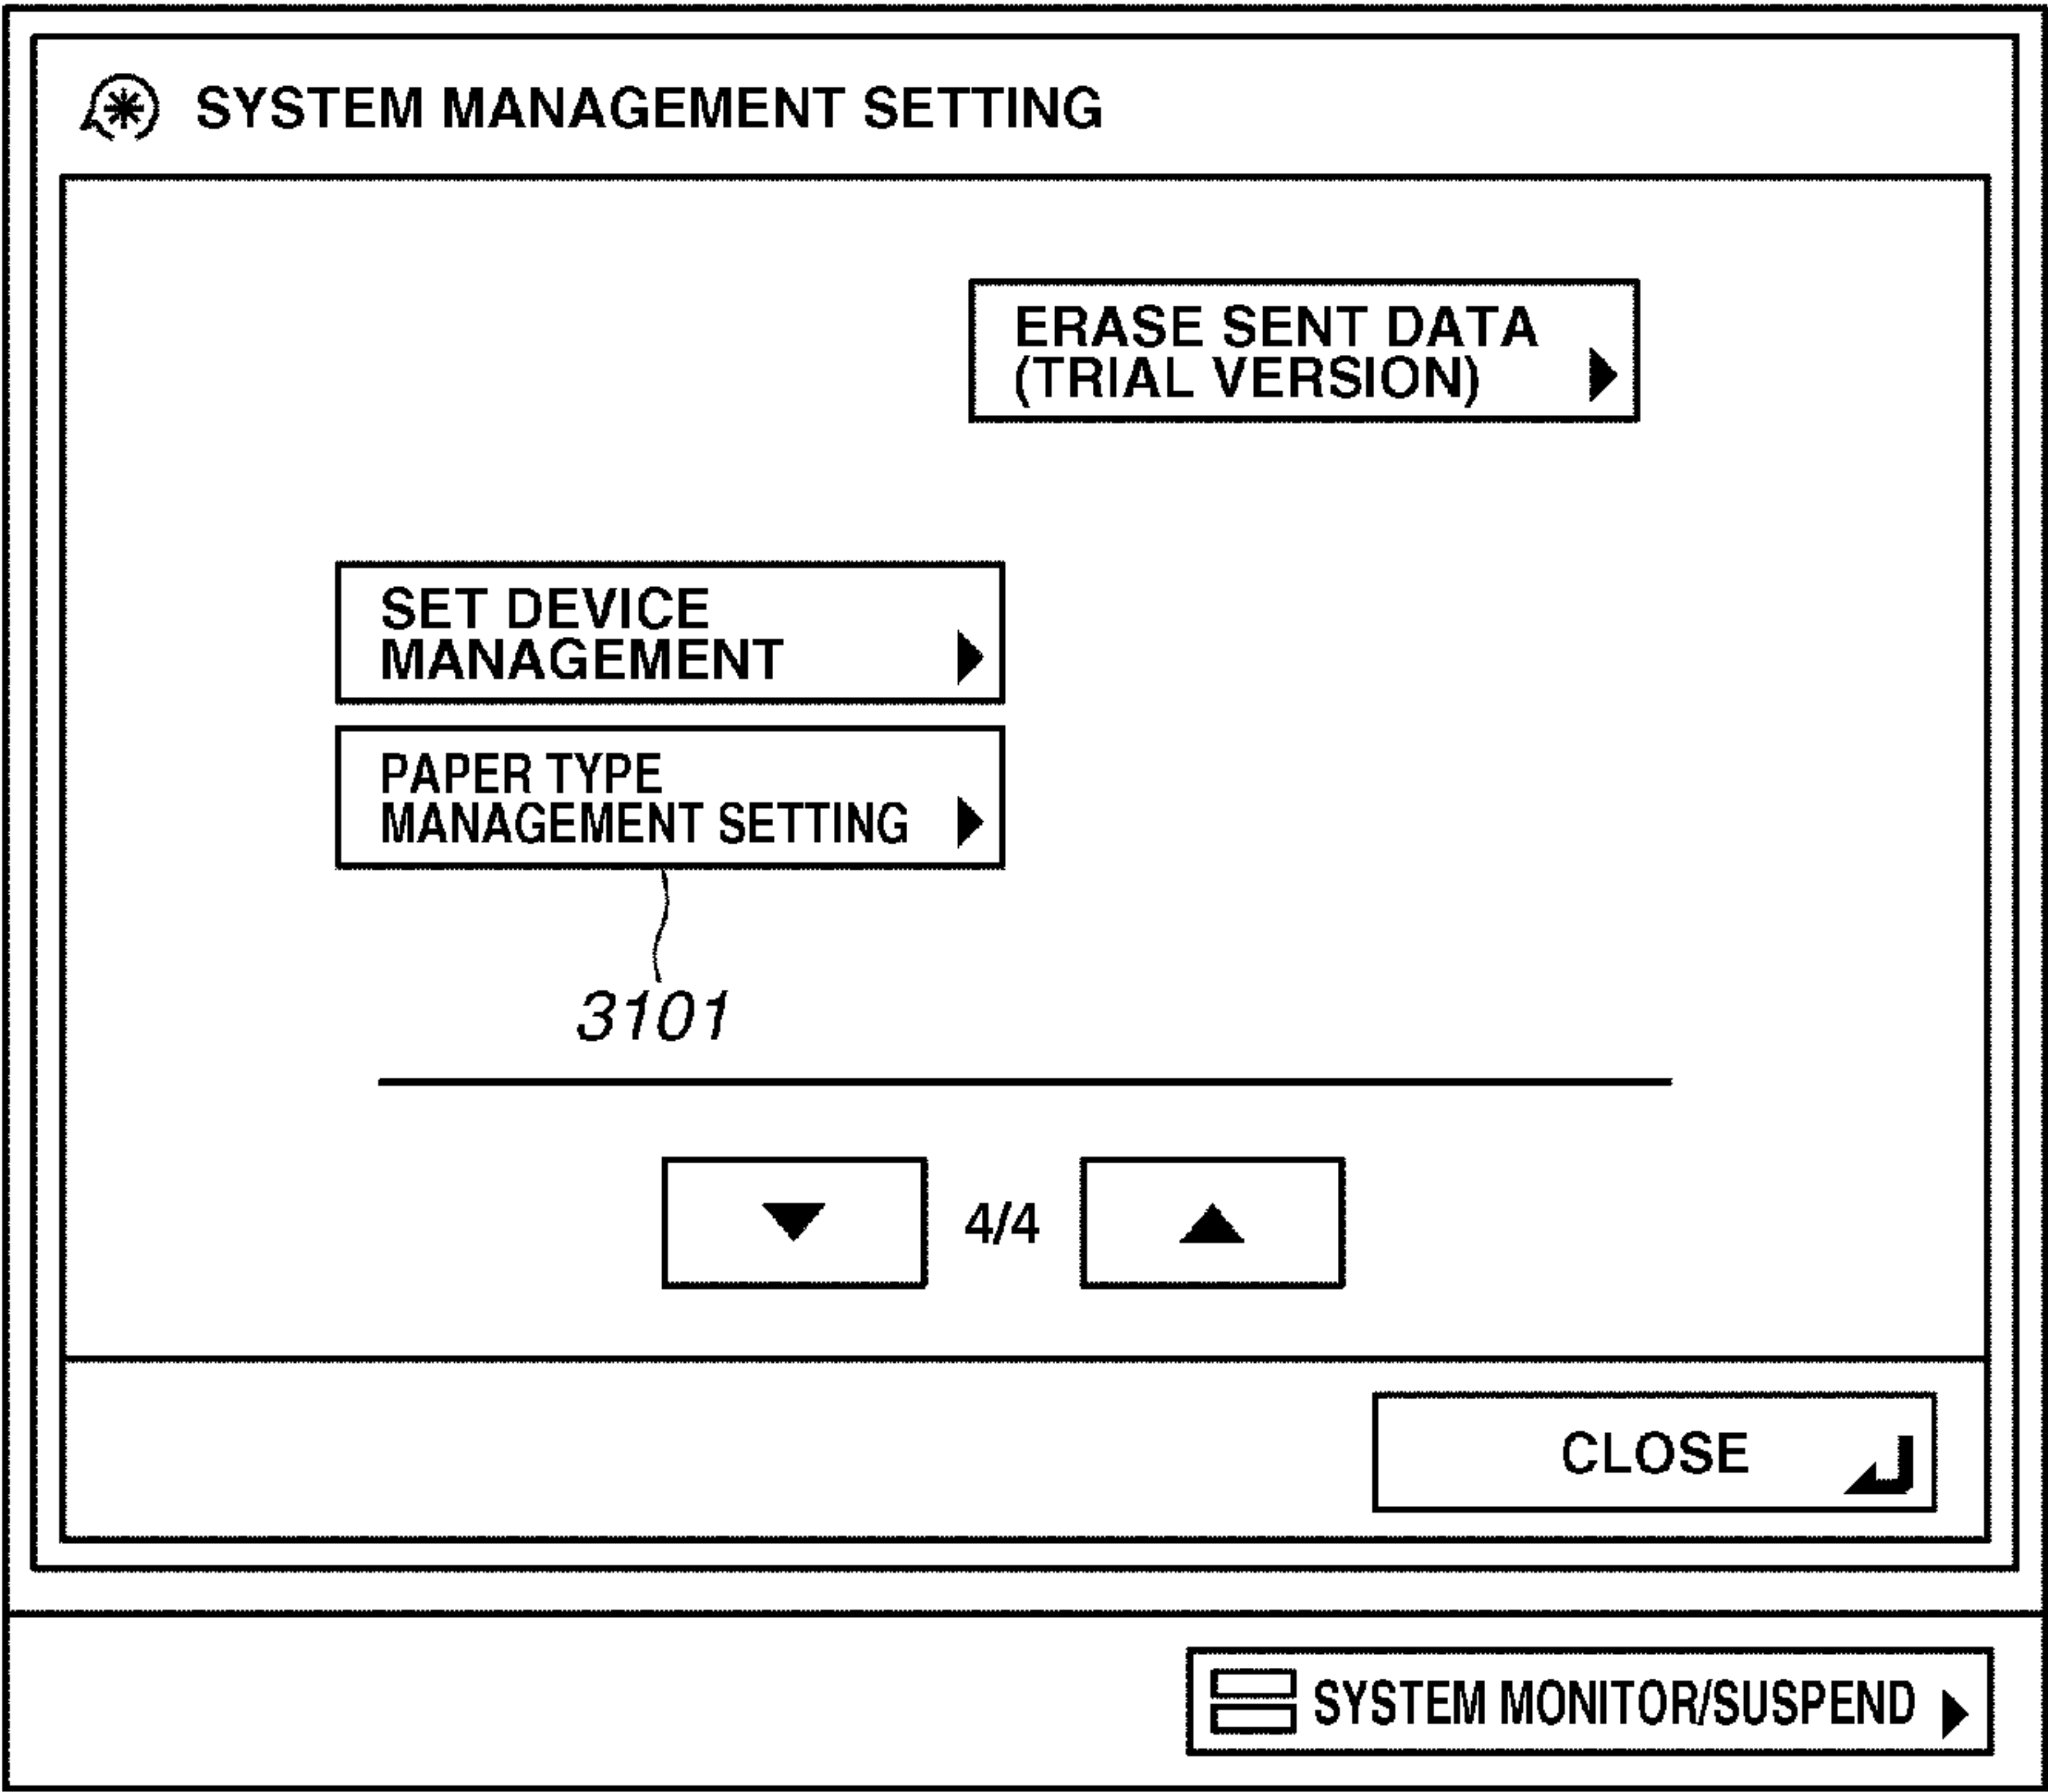 SYSTEM MANAGEMENT SETTING
ERASE SENT DATA
(TRIAL VERSION)
SET DEVICE
MANAGEMENT
PAPER TYPE
MANAGEMENT SETTING
3101
4/4
CLOSE
SYSTEM MONITOR/SUSPEND